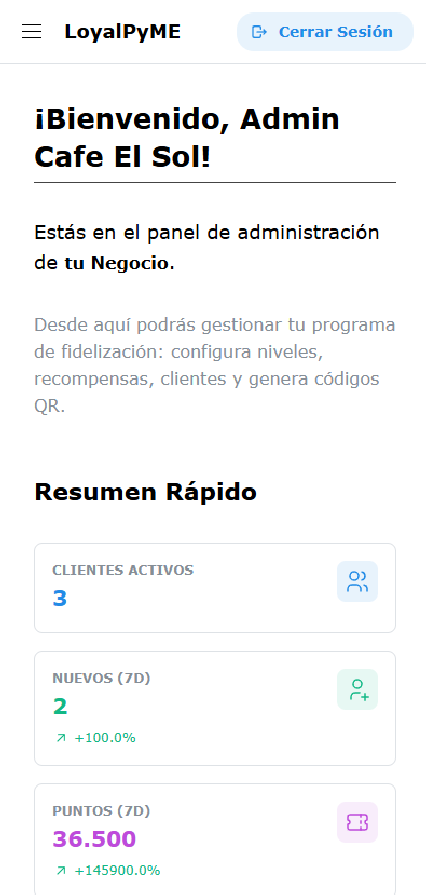 LoyalPyME
Cerrar Sesión
¡Bienvenido, Admin
Cafe El Sol!
Estás en el panel de administración
de tu Negocio.
Desde aquí podrás gestionar tu programa
de fidelización: configura niveles,
recompensas, clientes y genera códigos
QR.
Resumen Rápido
CLIENTES ACTIVOS
3
NUEVOS (7D)
2
+100.0%
PUNTOS (7D)
36.500
+145900.0%